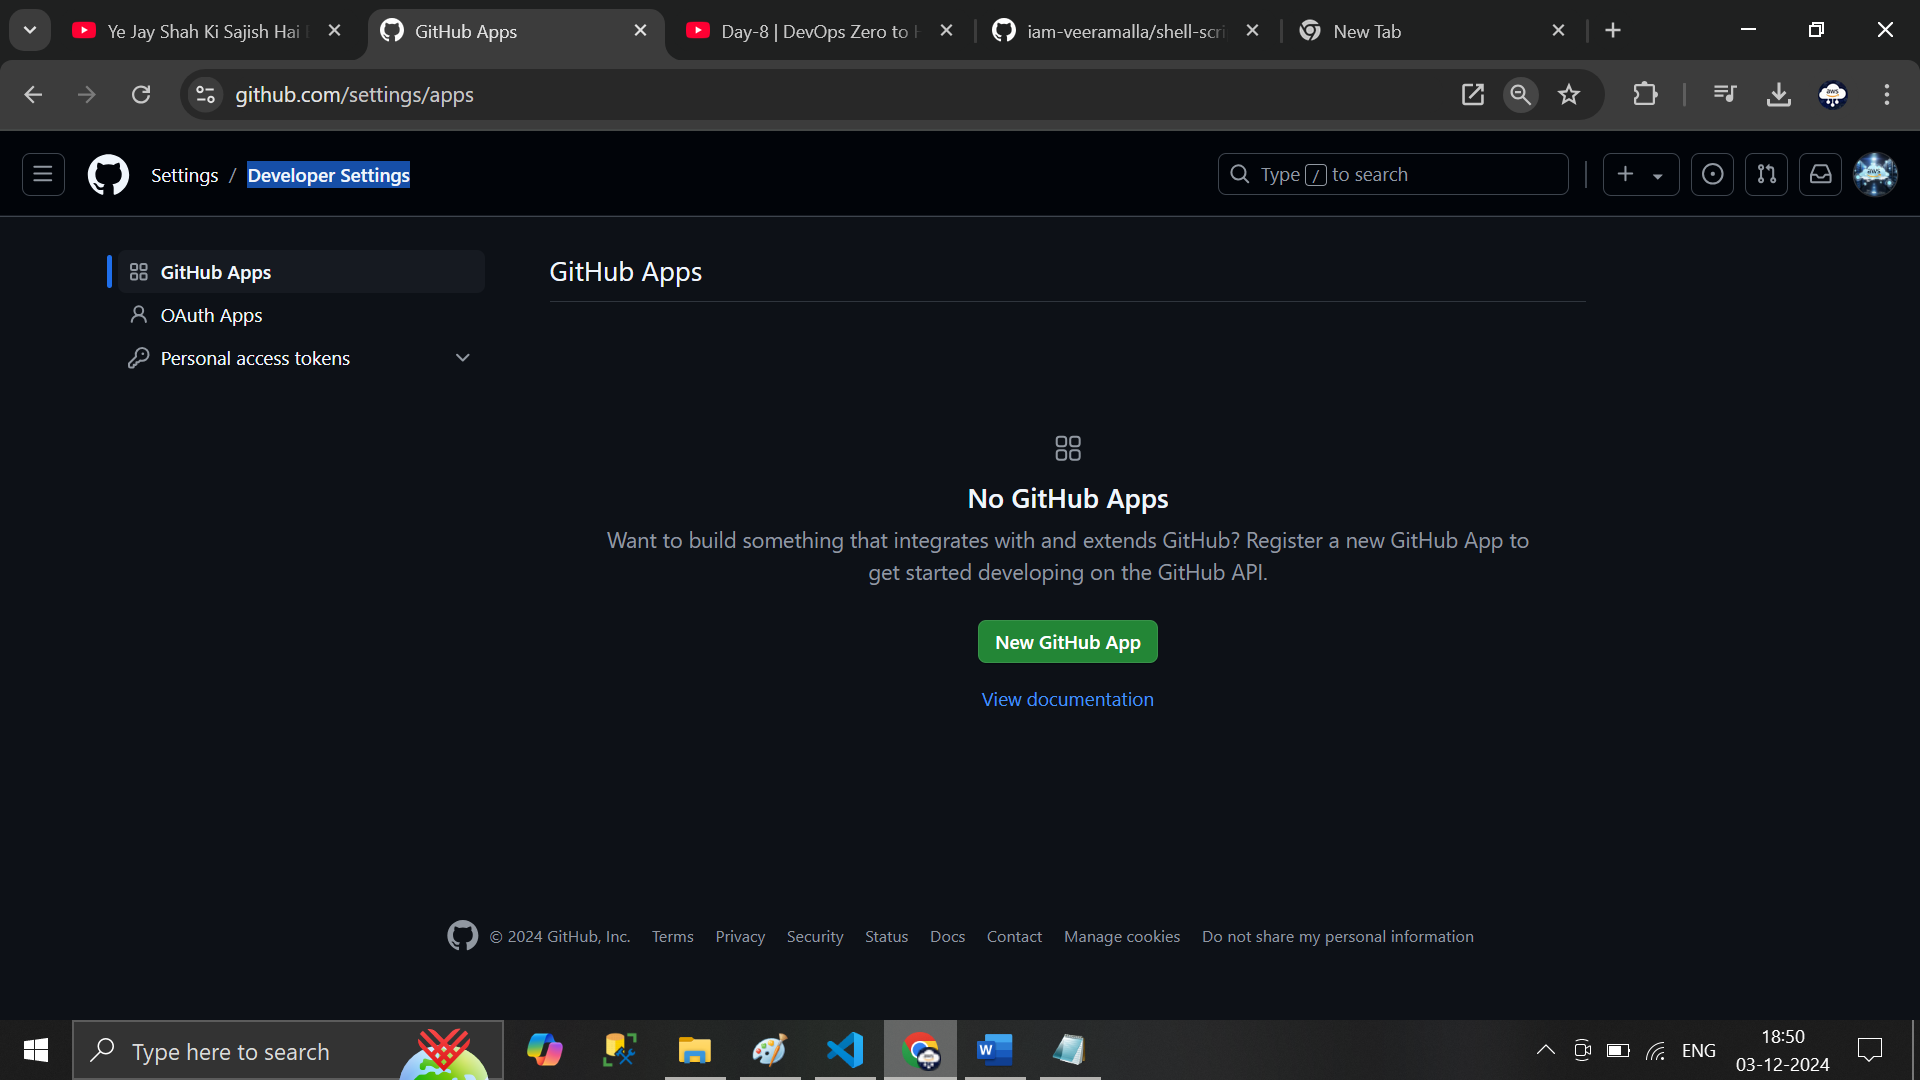 Ye Jay Shah Ki Sajish Hai
GitHub Apps
Day-8 | DevOps Zero to
iam-veeramalla/shell-scri
New Tab
github.com/settings/apps
Settings / Developer Settings
Type / to search
GitHub Apps
OAuth Apps
Personal access tokens
GitHub Apps
No GitHub Apps
Want to build something that integrates with and extends GitHub? Register a new GitHub App to
get started developing on the GitHub API.
New GitHub App
View documentation
© 2024 GitHub, Inc. Terms Privacy Security Status Docs Contact Manage cookies Do not share my personal information
Type here to search
ENG
18:50
03-12-2024